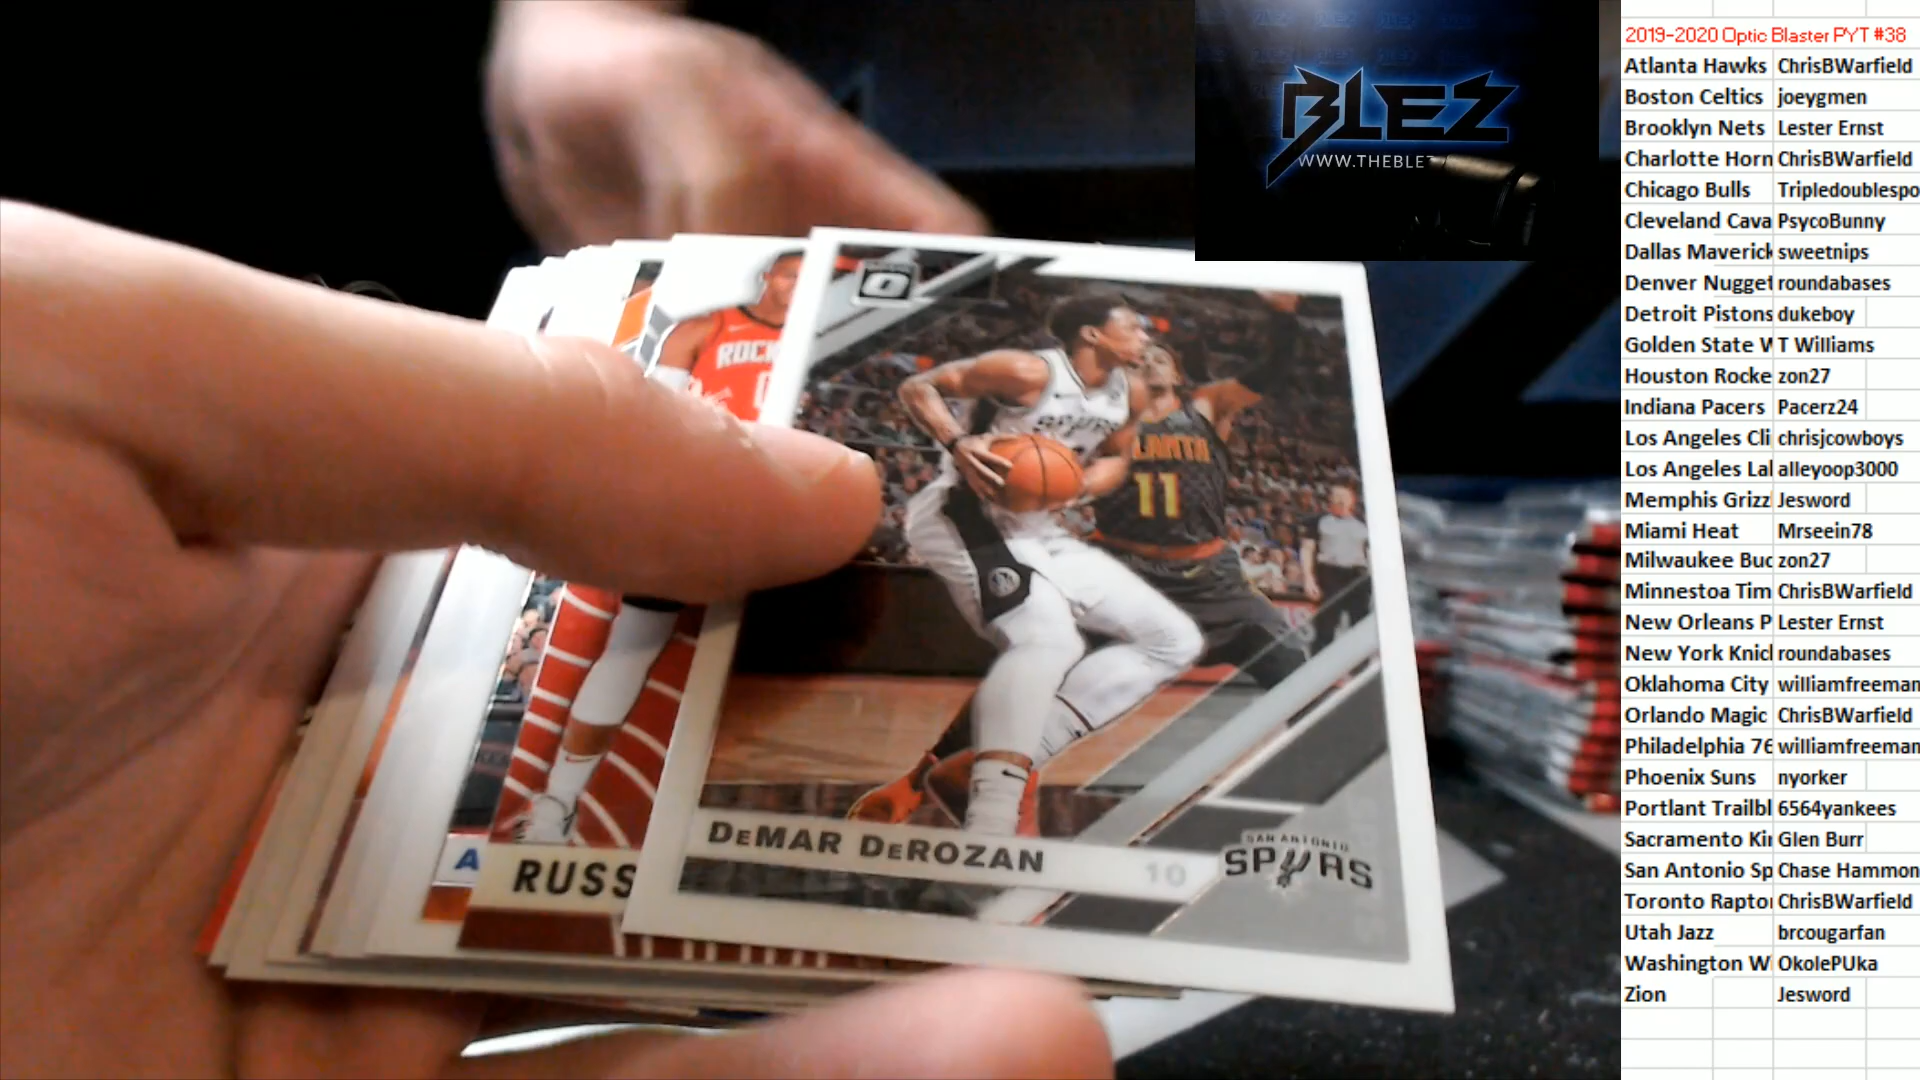 BLEZ
WWW.THEBLE
O
ROCK
SPURS
LANTA
11
DEMAR DEROZAN
10
SAN ANTONIO
SPURS
A
RUSS
2019-2020 Optic Blaster PYT #38
Atlanta Hawks ChrisBWarfield
Boston Celtics joeygmen
Brooklyn Nets Lester Ernst
Charlotte Horn ChrisBWarfield
Chicago Bulls Tripledoublespo
Cleveland Cava PsycoBunny
Dallas Maverick sweetnips
Denver Nugget roundabases
Detroit Pistons dukeboy
Golden State W T Williams
Houston Rocke zon27
Indiana Pacers Pacerz24
Los Angeles Cli chrisjcowboys
Los Angeles Lal alleyoop3000
Memphis Grizz Jesword
Miami Heat Mrseein78
Milwaukee Buc zon27
Minnestoa Tim ChrisBWarfield
New Orleans P Lester Ernst
New York Knicl roundabases
Oklahoma City williamfreeman
Orlando Magic ChrisBWarfield
Philadelphia 76 williamfreeman
Phoenix Suns nyorker
Portlant Trailbl 6564yankees
Sacramento Kin Glen Burr
San Antonio Sp Chase Hammon
Toronto Raptor ChrisBWarfield
Utah Jazz brcougarfan
Washington Wi OkolePUka
Zion Jesword